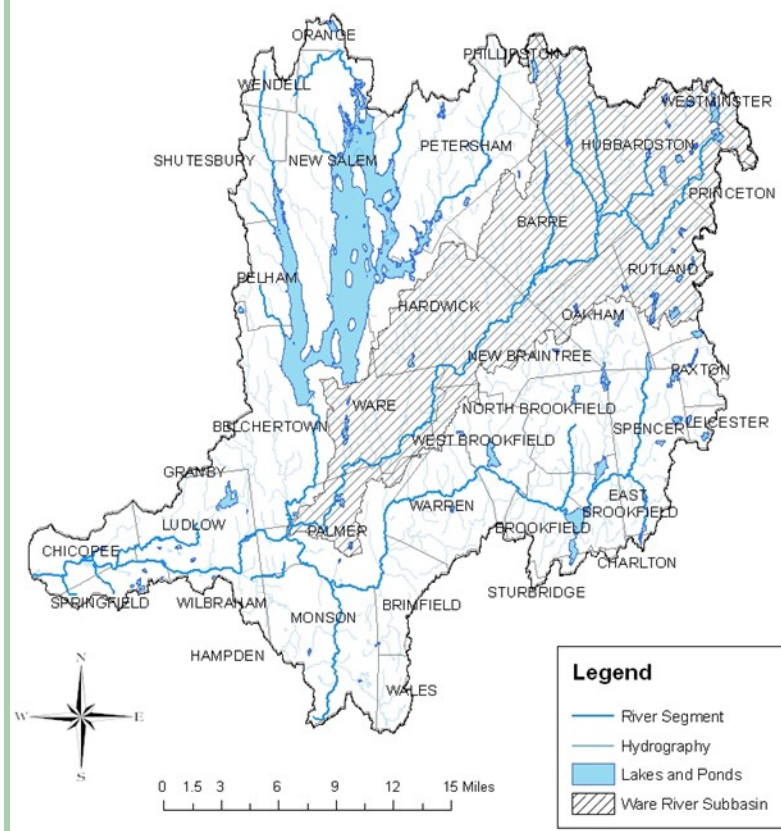 ORANGE
PHILLIPSTON
WENDELL
WESTMINSTER
PETERSHAM
HUBBARDSTON
SHUTESBURY
NEW SALEM
PRINCETON
BARRE
PELHAM
RUTLAND
HARDWICK
OAKHAM
NEW BRAINTREE
PAXTON
WARE
NORTH BROOKFIELD
BELCHERTOWN
SPENCER
LEICESTER
WEST BROOKFIELD
GRANBY
EAST
BROOKFIELD
WARREN
LUDLOW
PALMER
BROOKFIELD
CHICOPEE
CHARLTON
STURBRIDGE
SPRINGFIELD
WILBRAHAM
BRIMFIELD
MONSON
HAMPDEN
WALES
N
W
E
S
0 1.5 3 6 9 12 15 Miles
Legend
River Segment
Hydrography
Lakes and Ponds
Ware River Subbasin